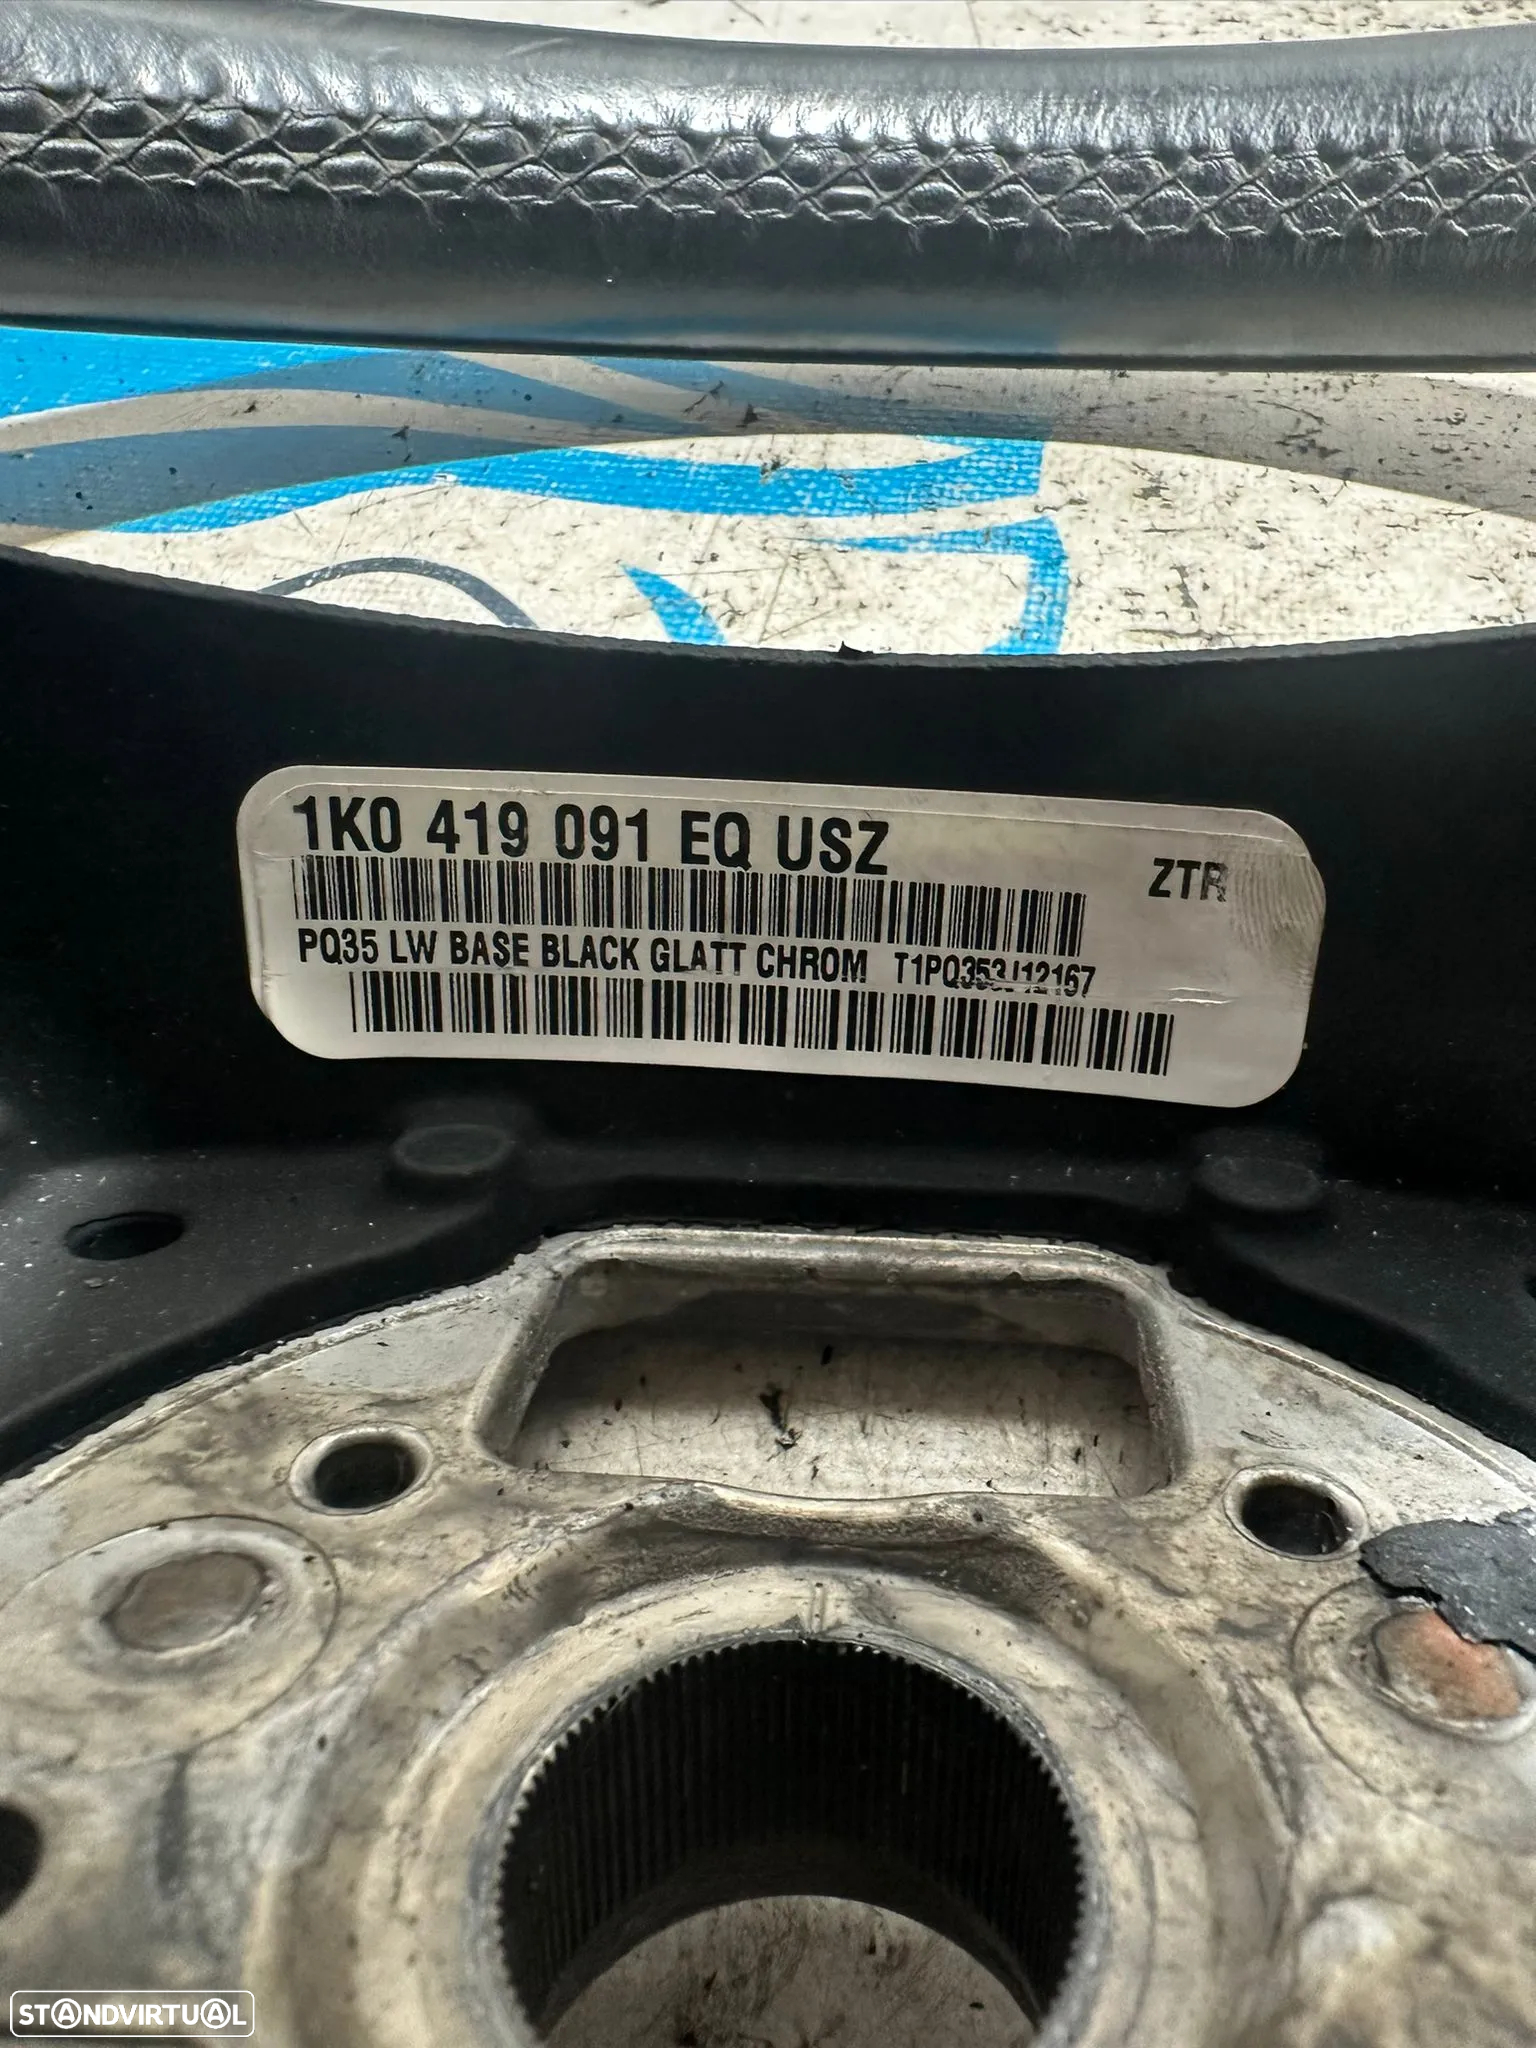 1K0 419 091 EQ USZ
ZTR
PQ35 LW BASE BLACK GLATT CHROM
STANDVIRTUAL